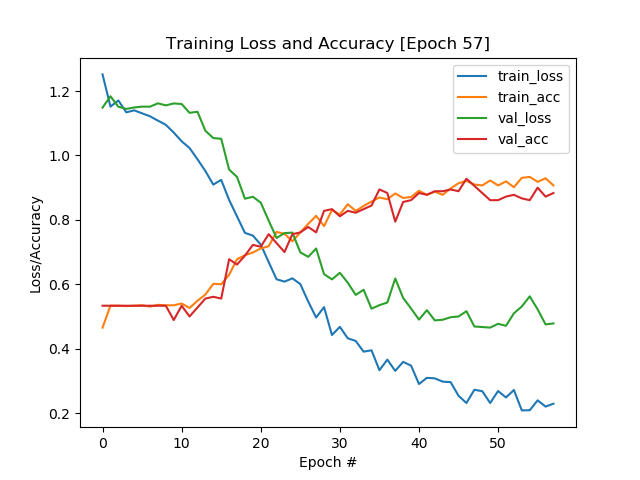 Training Loss and Accuracy [Epoch 57]
train_loss
train_acc
val_loss
val_acc
1.2
1.0
0.8
0.6
0.4
0.2
Loss/Accuracy
0 10 20 30 40 50
Epoch #